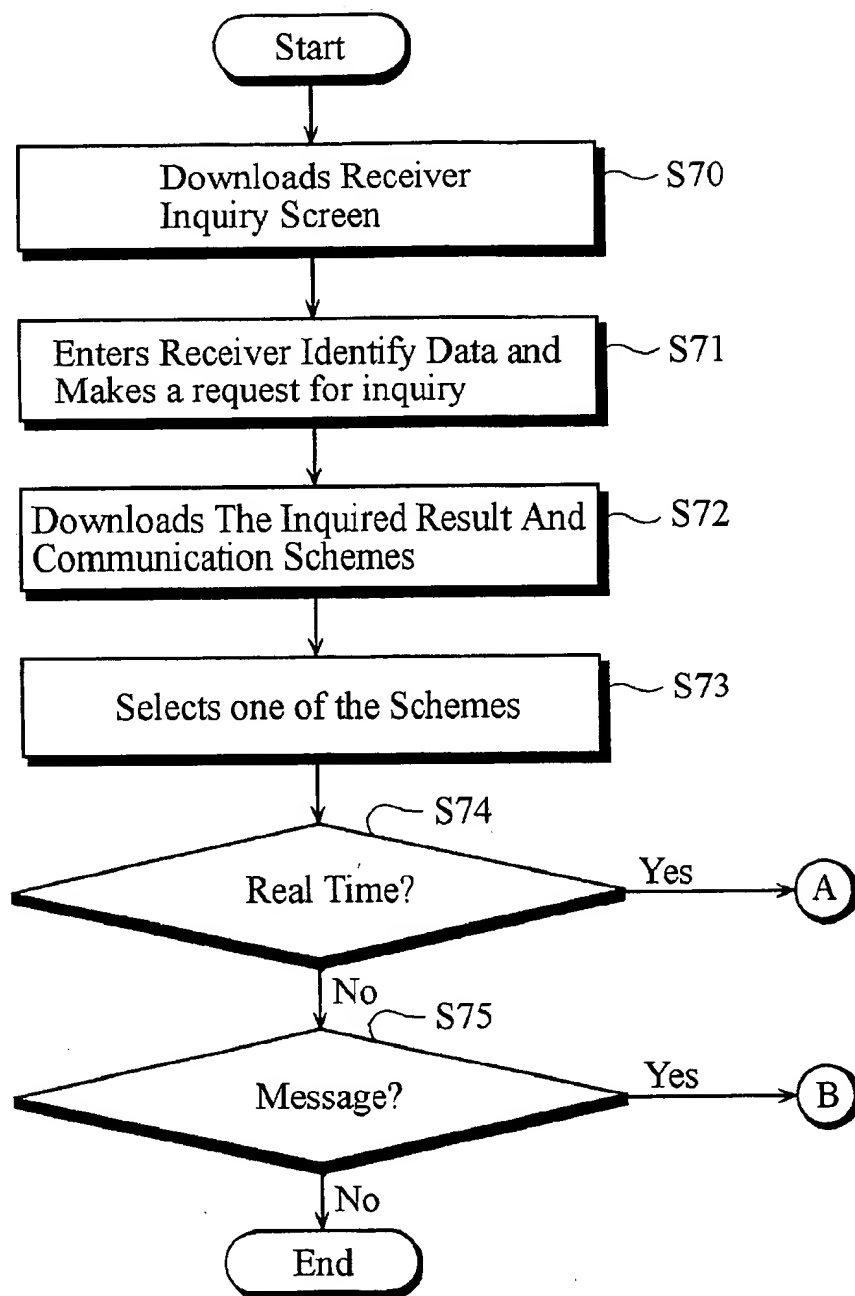 Start
Downloads Receiver
Inquiry Screen
S70
Enters Receiver Identify Data and
Makes a request for inquiry
S71
Downloads The Inquired Result And
Communication Schemes
S72
Selects one of the Schemes
S73
S74
Real Time?
Yes
A
No
S75
Message?
Yes
B
No
End